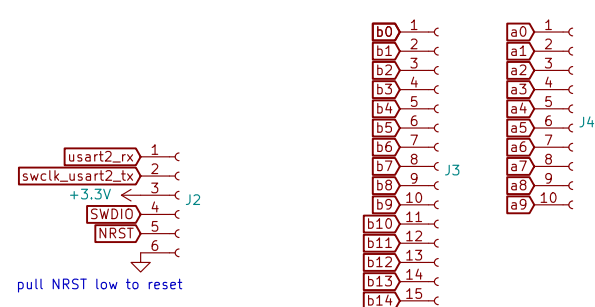 usart2_rx 1
swclk_usart2_tx 2
+3.3V 3
SWDIO 4
NRST 5
6
J2
pull NRST low to reset
b0 1
b1 2
b2 3
b3 4
b4 5
b5 6
b6 7
b7 8
b8 9
b9 10
b10 11
b11 12
b12 13
b13 14
b14 15
J3
a0 1
a1 2
a2 3
a3 4
a4 5
a5 6
a6 7
a7 8
a8 9
a9 10
J4